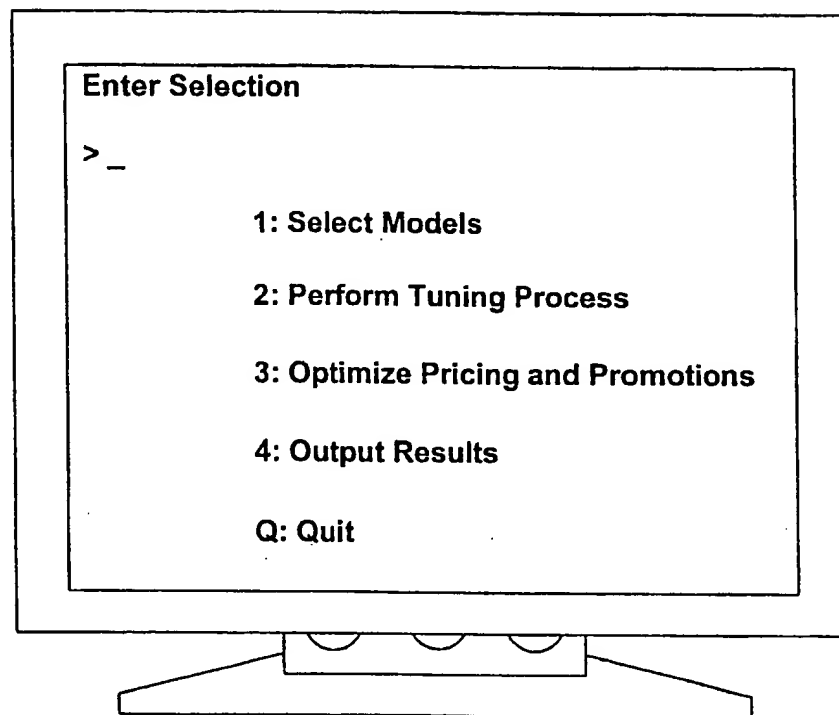 Enter Selection
> _
1: Select Models
2: Perform Tuning Process
3: Optimize Pricing and Promotions
4: Output Results
Q: Quit